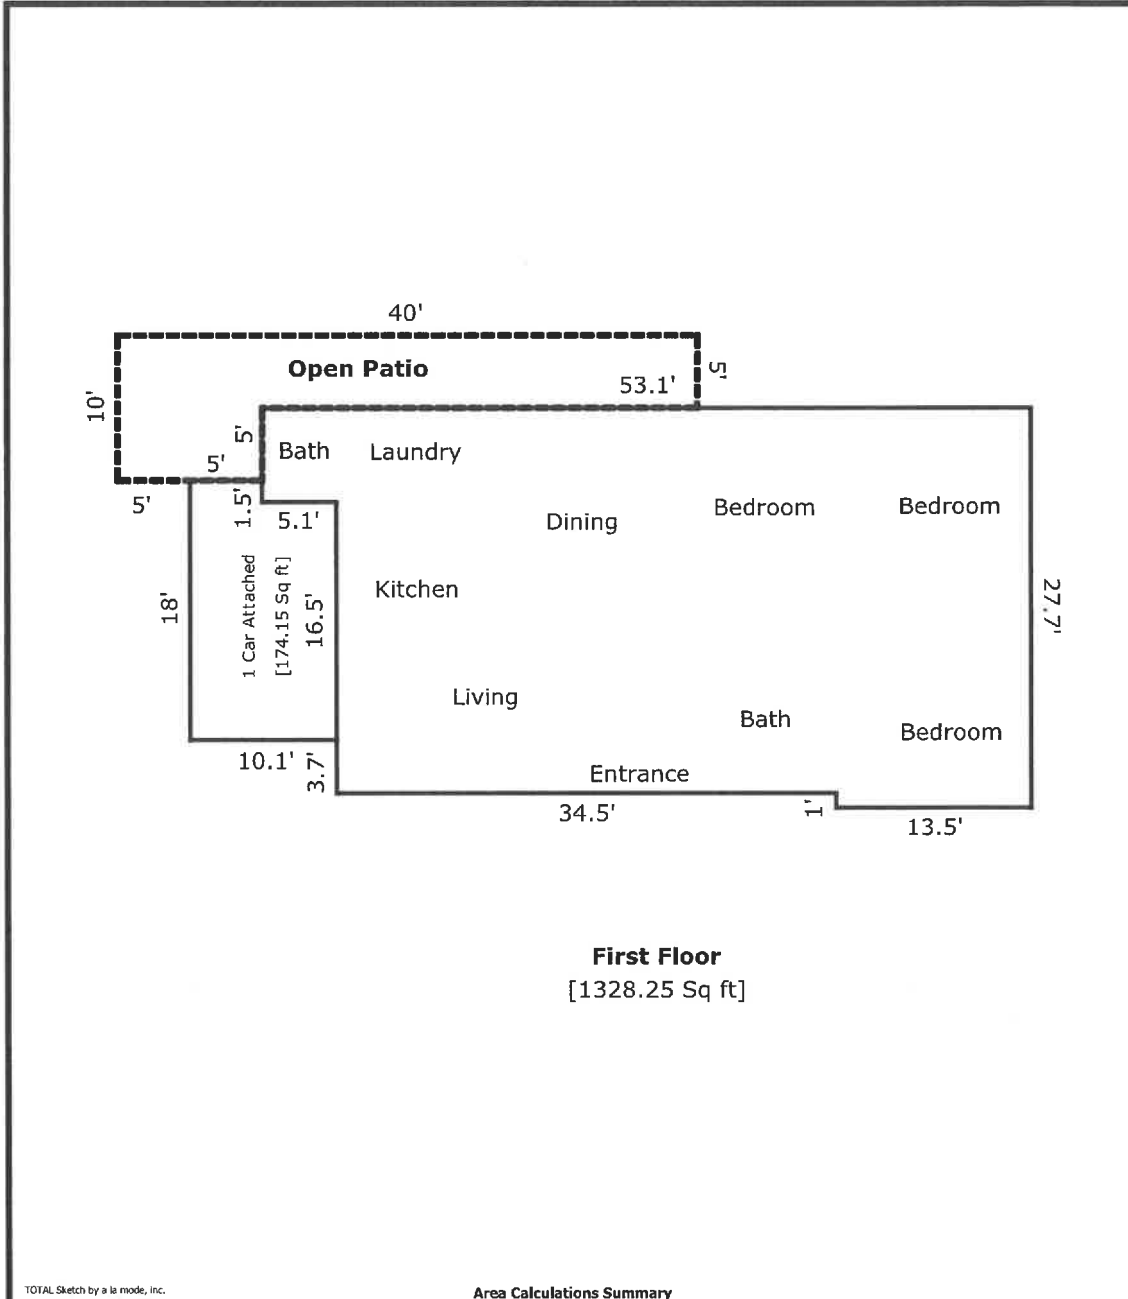 40'
Open Patio
53.1'
5'
10'
5'
Bath
Laundry
5'
5'
1.5'
5.1'
Dining
Bedroom
Bedroom
1 Car Attached
[174.15 Sq ft]
16.5'
18'
Kitchen
27.7'
Living
Bath
Bedroom
10.1'
3.7'
Entrance
34.5'
1'
13.5'
First Floor
[1328.25 Sq ft]
TOTAL Sketch by a la mode, inc.
Area Calculations Summary